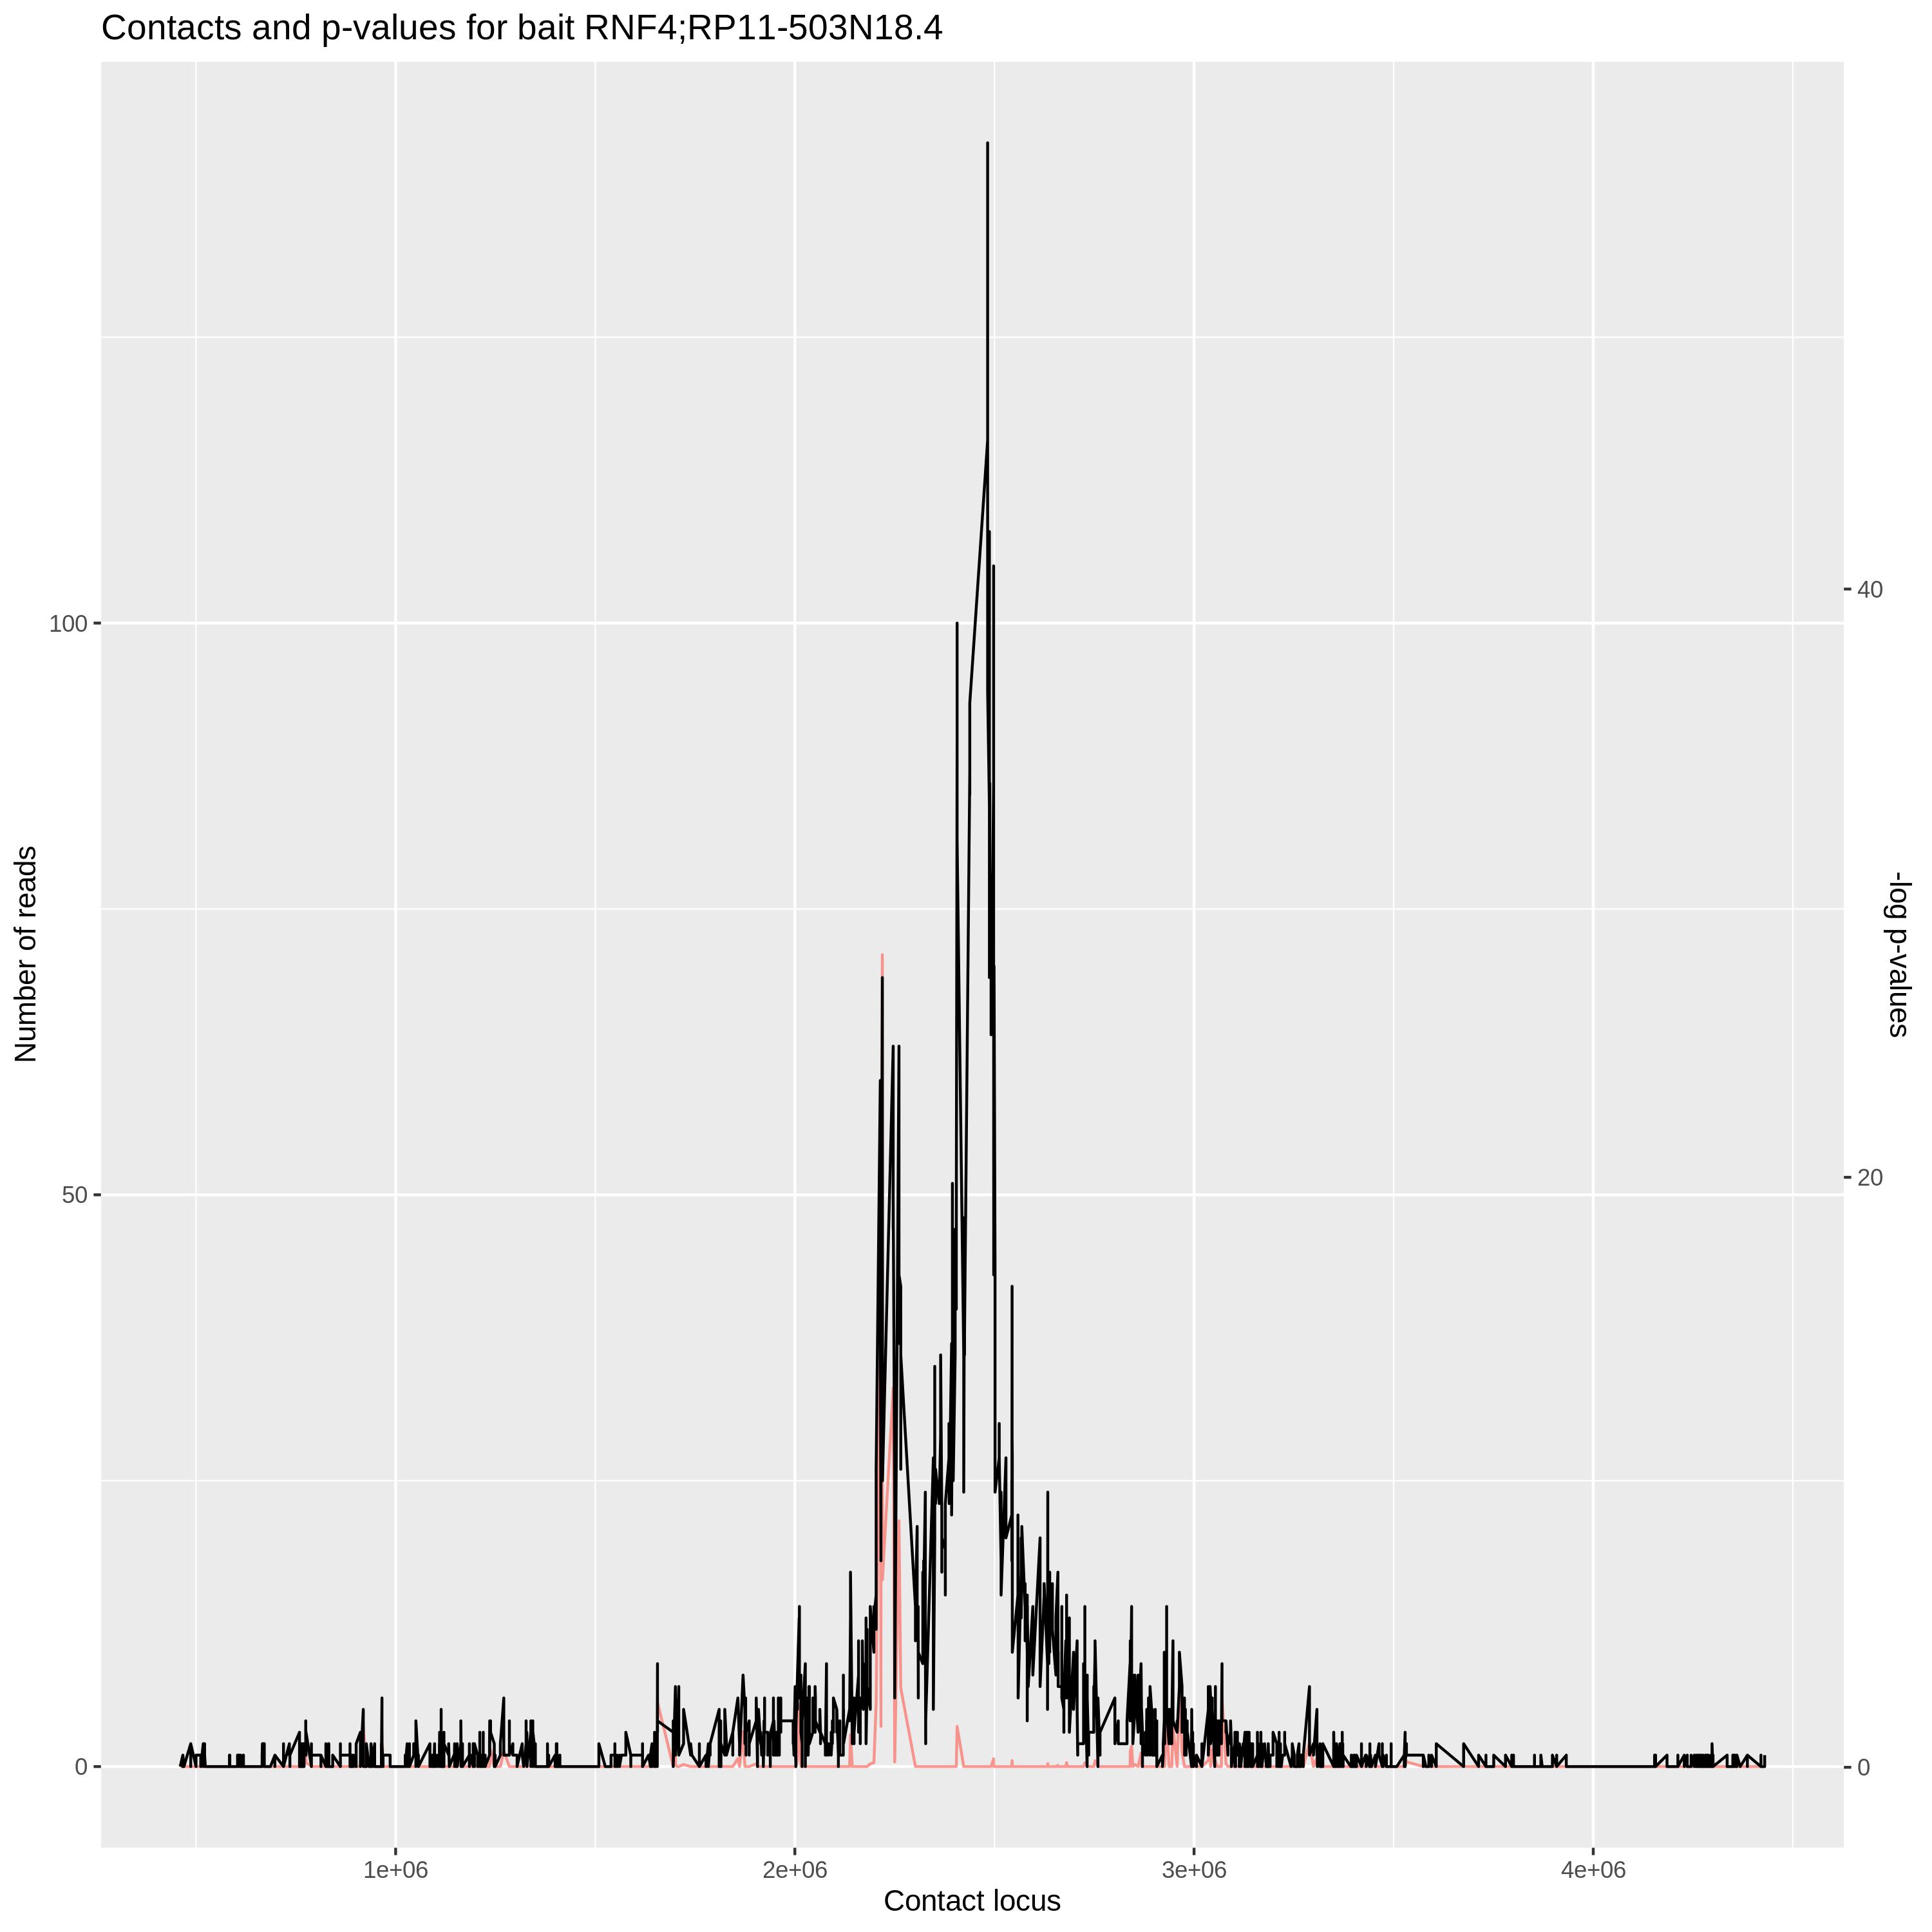 Contacts and p-values for bait RNF4;RP11-503N18.4
Number of reads
100
50
0
40
20
0
-log p-values
1e+06
2e+06
3e+06
4e+06
Contact locus